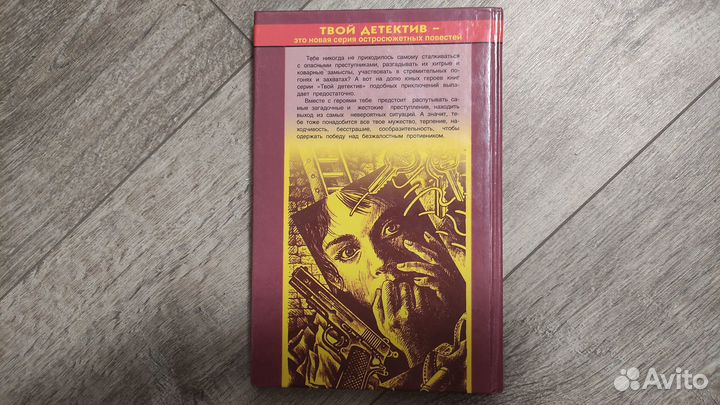 ТВОЙ ДЕТЕКТИВ –
это новая серия остросюжетных повестей
Тебе никогда не приходилось самому сталкиваться
с опасными преступниками, разгадывать их хитрые и
коварные замыслы, участвовать в стремительных по-
гонях и захватах? А вот на долю юных героев книг
серии «Твой детектив» подобных приключений выпа-
дает предостаточно.
Вместе с героями тебе предстоит распутывать са-
мые загадочные и жестокие преступления, находить
выход из самых невероятных ситуаций. А значит, те-
бе тоже понадобится все твое мужество, терпение, на-
ходчивость, бесстрашие, сообразительность, чтобы
одержать победу над безжалостным противником.
Avito